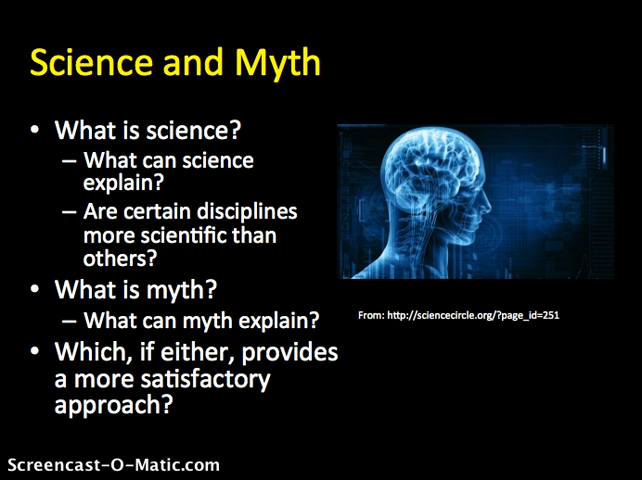 Science and Myth
• What is science?
– What can science
explain?
– Are certain disciplines
more scientific than
others?
• What is myth?
– What can myth explain?
• Which, if either, provides
a more satisfactory
approach?
From: http://sciencecircle.org/?page_id=251
Screencast-O-Matic.com